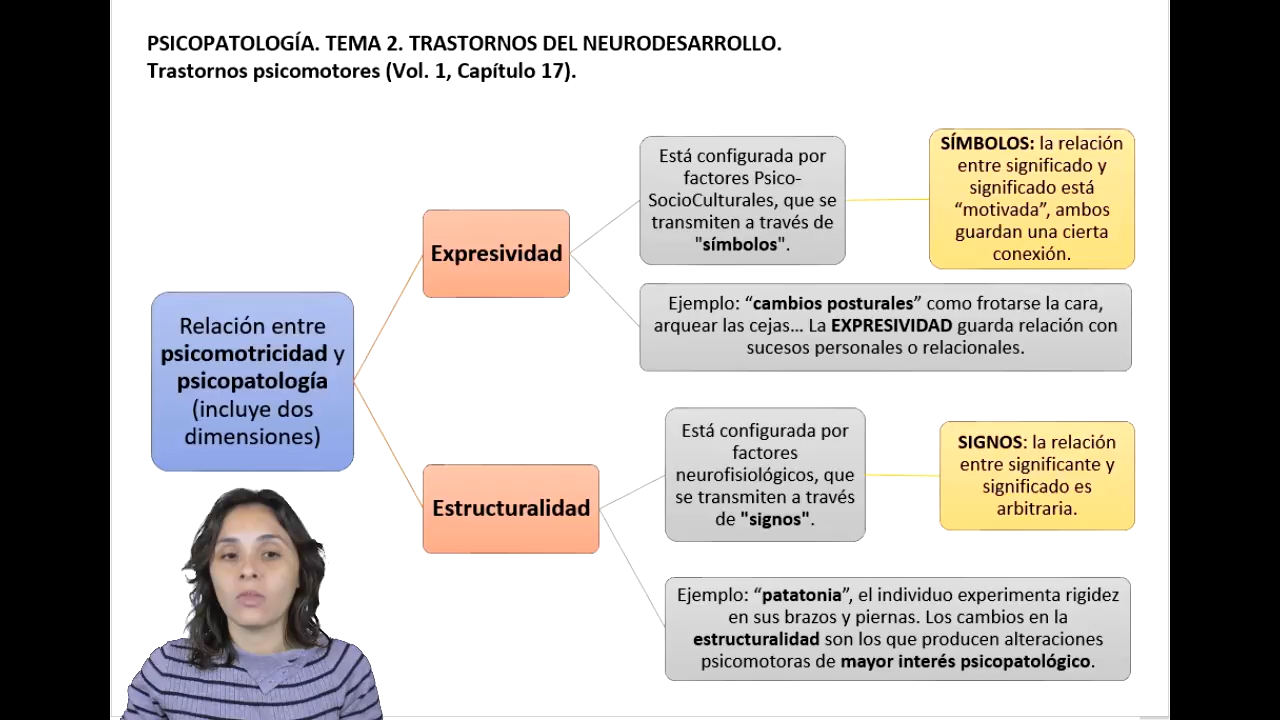 PSICOPATOLOGÍA. TEMA 2. TRASTORNOS DEL NEURODESARROLLO.
Trastornos psicomotores (Vol. 1, Capítulo 17).
Relación entre
psicomotricidad y
psicopatología
(incluye dos
dimensiones)
Expresividad
Está configurada por
factores Psico-
SocioCulturales, que se
transmiten a través de
"símbolos".
SÍMBOLOS: la relación
entre significado y
significado está
“motivada”, ambos
guardan una cierta
conexión.
Ejemplo: “cambios posturales” como frotarse la cara,
arquear las cejas... La EXPRESIVIDAD guarda relación con
sucesos personales o relacionales.
Estructuralidad
Está configurada por
factores
neurofisiológicos, que
se transmiten a través
de "signos".
SIGNOS: la relación
entre significante y
significado es
arbitraria.
Ejemplo: “patatonia”, el individuo experimenta rigidez
en sus brazos y piernas. Los cambios en la
estructuralidad son los que producen alteraciones
psicomotoras de mayor interés psicopatológico.